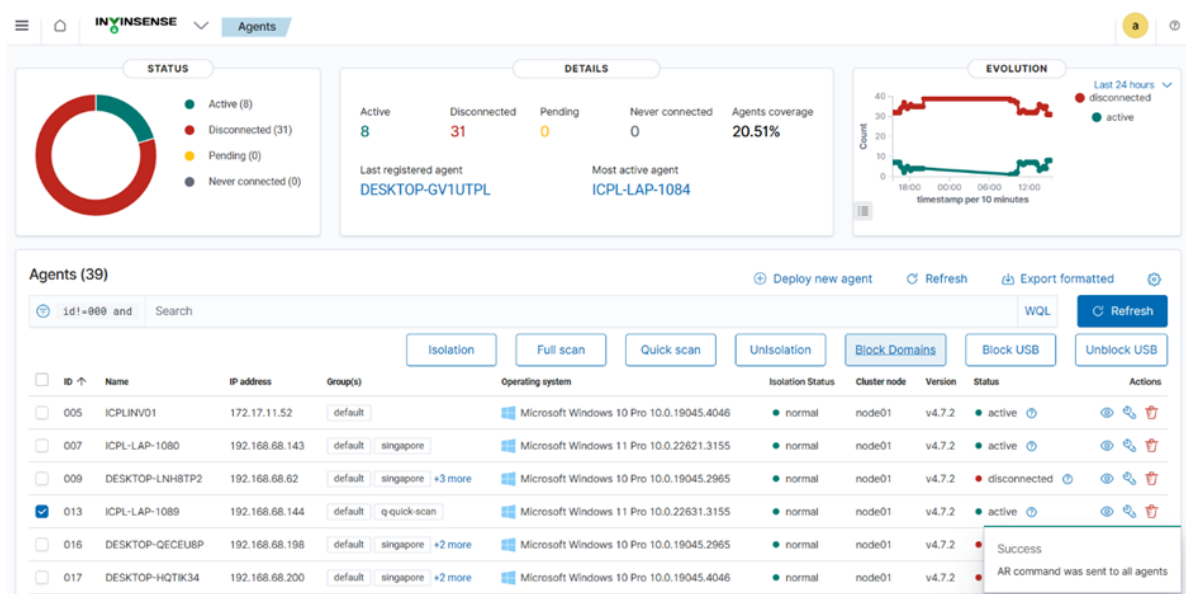 INVINSENSE Agents a
STATUS
Active (8)
Disconnected (31)
Pending (0)
Never connected (0)
DETAILS
Active Disconnected Pending Never connected Agents coverage
8 31 0 0 20.51%
Last registered agent Most active agent
DESKTOP-GV1UTPL ICPL-LAP-1084
EVOLUTION
Last 24 hours
disconnected
active
Count
40
30
20
10
0
18:00 00:00 06:00 12:00
timestamp per 10 minutes
Agents (39)
Deploy new agent Refresh Export formatted
id!=000 and Search WQL Refresh
Isolation Full scan Quick scan UnIsolation Block Domains Block USB Unblock USB
ID ↑ Name IP address Group(s) Operating system Isolation Status Cluster node Version Status Actions
005 ICPLINV01 172.17.11.52 default Microsoft Windows 10 Pro 10.0.19045.4046 normal node01 v4.7.2 active
007 ICPL-LAP-1080 192.168.68.143 default singapore Microsoft Windows 11 Pro 10.0.22621.3155 normal node01 v4.7.2 active
009 DESKTOP-LNH8TP2 192.168.68.62 default singapore +3 more Microsoft Windows 10 Pro 10.0.19045.2965 normal node01 v4.7.2 disconnected
013 ICPL-LAP-1089 192.168.68.144 default q-quick-scan Microsoft Windows 11 Pro 10.0.22631.3155 normal node01 v4.7.2 active
016 DESKTOP-QECEU8P 192.168.68.198 default singapore +2 more Microsoft Windows 10 Pro 10.0.19045.2965 normal node01 v4.7.2
017 DESKTOP-HQTIK34 192.168.68.200 default singapore +2 more Microsoft Windows 10 Pro 10.0.19045.4046 normal node01 v4.7.2
Success
AR command was sent to all agents